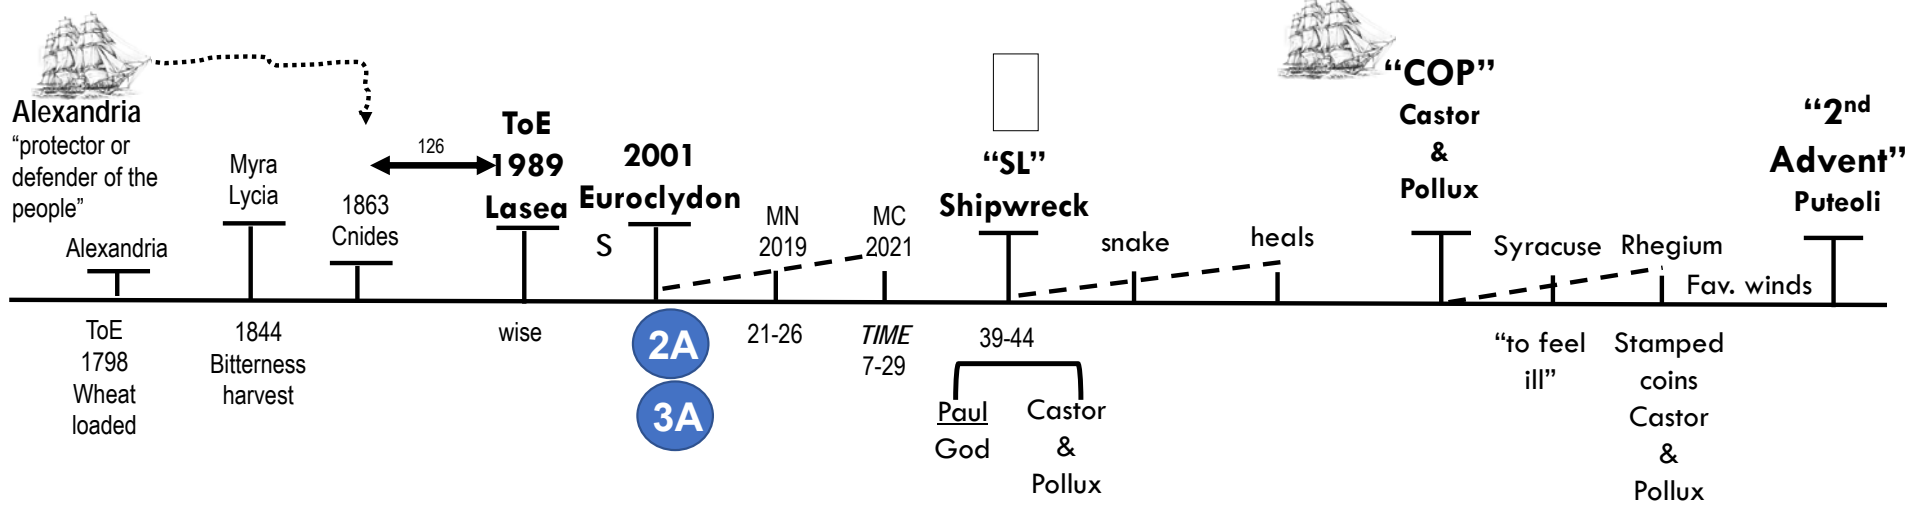 Alexandria
“protector or
defender of the
people”
Alexandria
ToE
1798
Wheat
loaded
Myra
Lycia
1844
Bitterness
harvest
1863
Cnides
126
ToE
1989
Lasea
wise
2001
Euroclydon
S
2A
3A
MN
2019
21-26
MC
2021
TIME
7-29
“SL”
Shipwreck
39-44
Paul
God
Castor
&
Pollux
snake
heals
“COP”
Castor
&
Pollux
Syracuse
“to feel
ill”
Rhegium
Stamped
coins
Castor
&
Pollux
Fav. winds
“2nd
Advent”
Puteoli